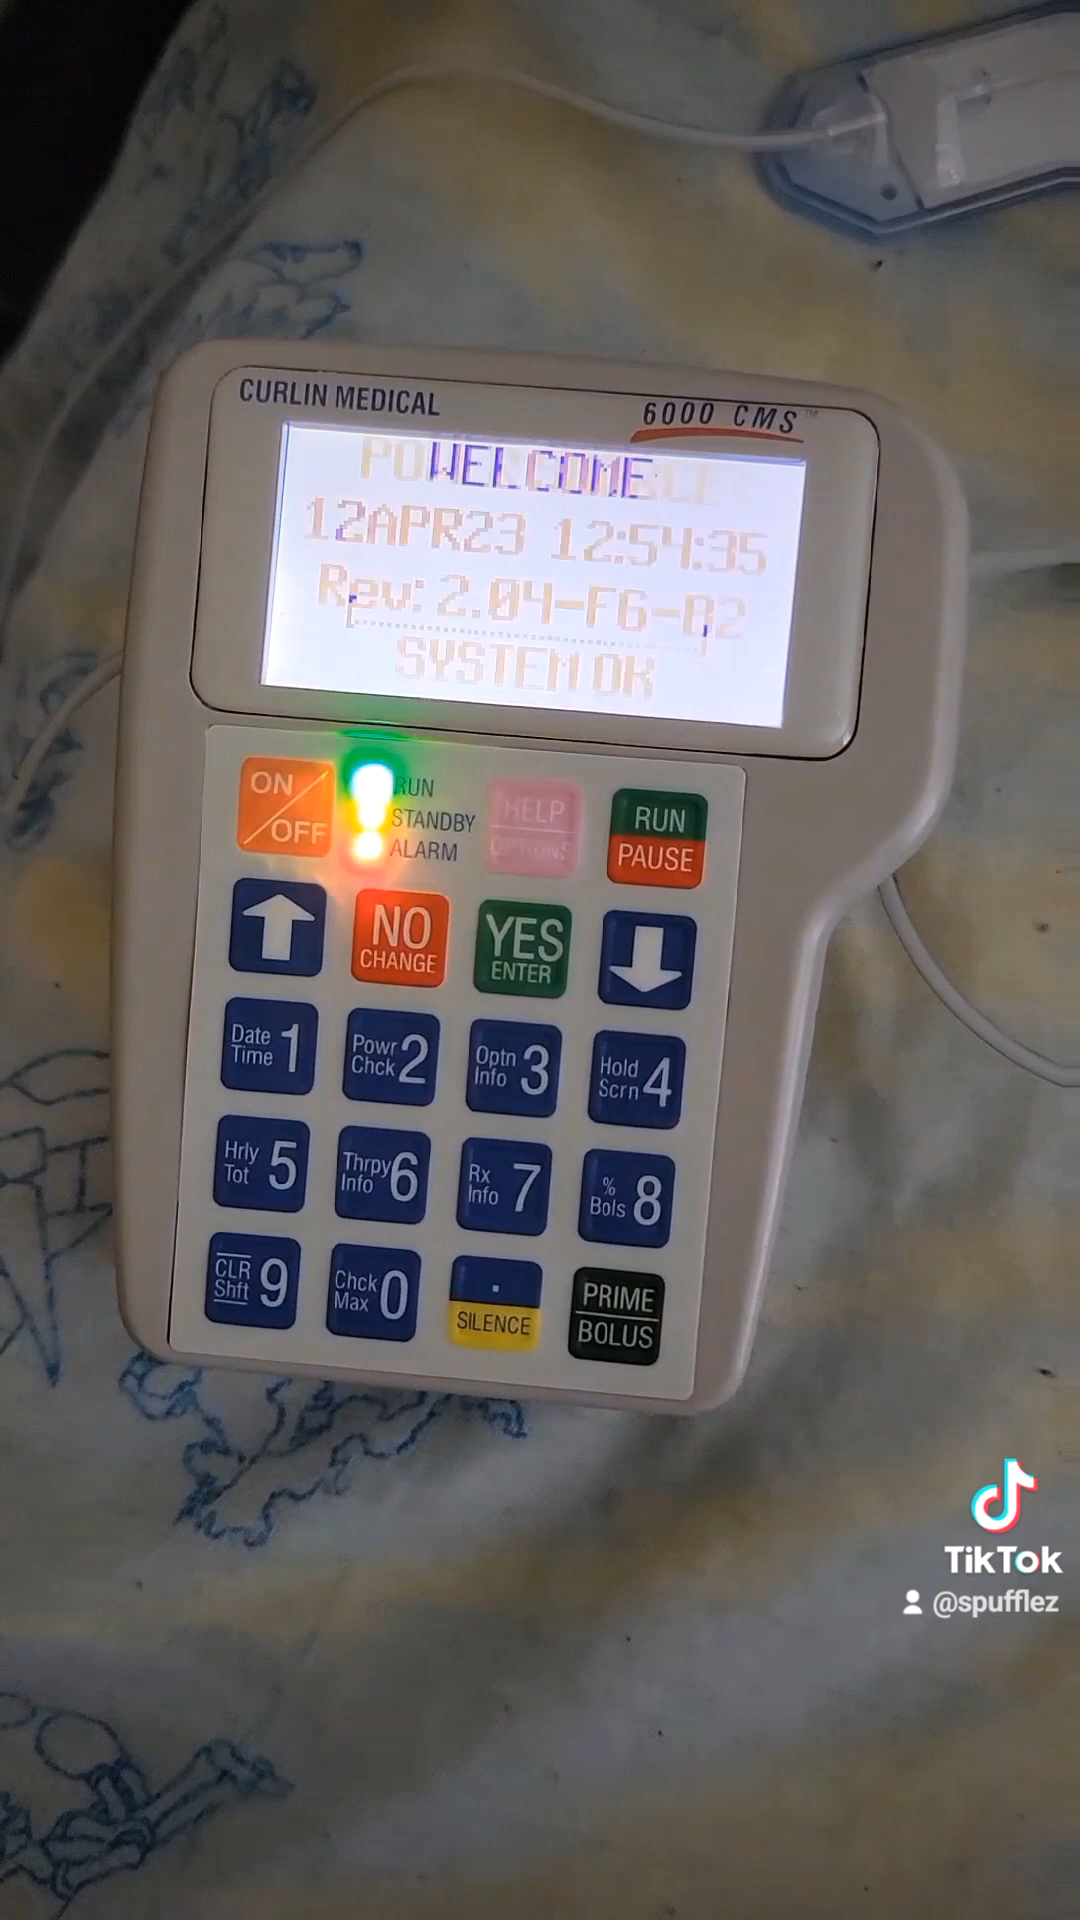 CURLIN MEDICAL
6000 CMS™
WELCOME
12APR23 12:54:35
Rev: 2.04-F6-B2
SYSTEM OK
ON
OFF
RUN
STANDBY
ALARM
HELP
OPTIONS
RUN
PAUSE
NO
CHANGE
YES
ENTER
Date
Time 1
Powr
Chck 2
Optn
Info 3
Hold
Scrn 4
Hrly
Tot 5
Thrpy
Info 6
Rx
Info 7
%
Bols 8
CLR
Shft 9
Chck
Max 0
.
SILENCE
PRIME
BOLUS
TikTok
@spufflez